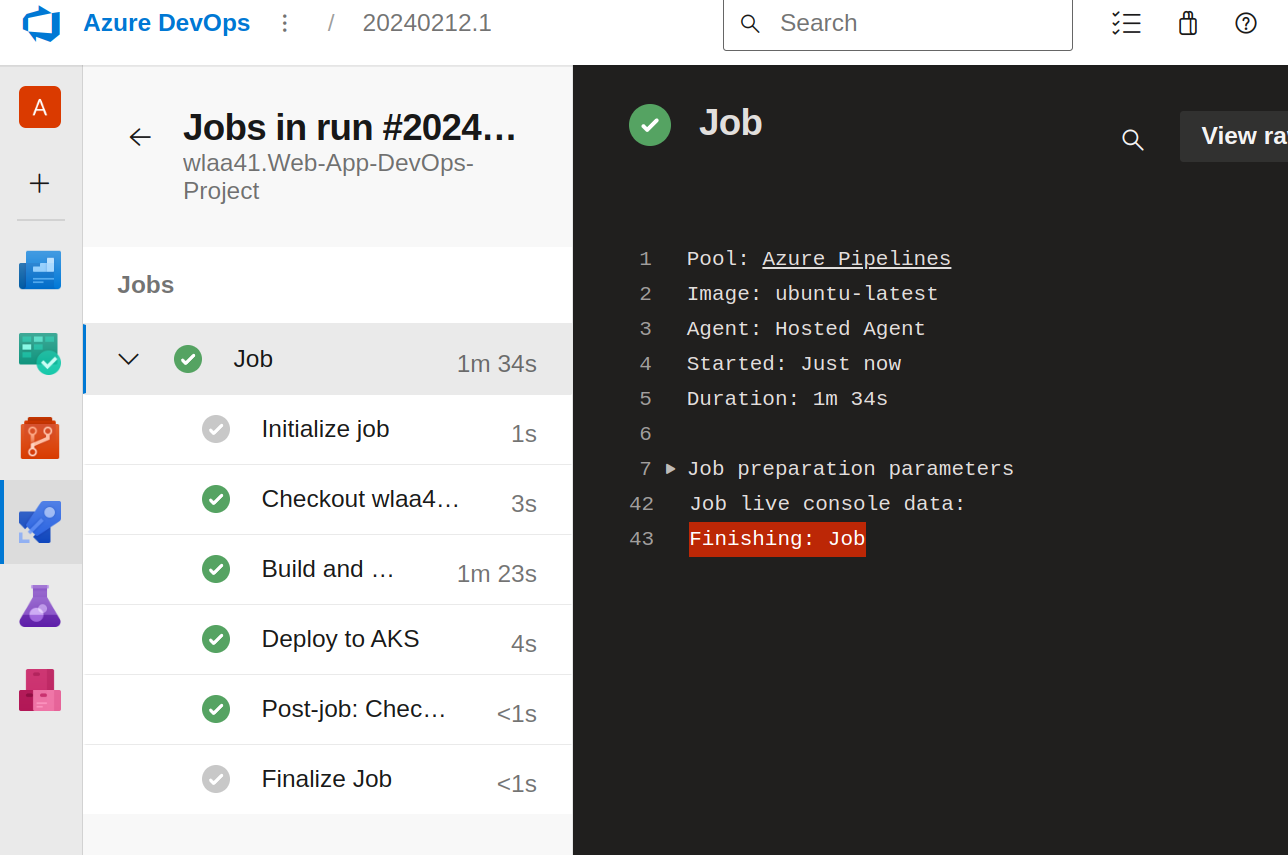 Azure DevOps / 20240212.1
Search
A
Jobs in run #2024…
wlaa41.Web-App-DevOps-
Project
Jobs
Job 1m 34s
Initialize job 1s
Checkout wlaa4… 3s
Build and … 1m 23s
Deploy to AKS 4s
Post-job: Chec… <1s
Finalize Job <1s
Job
View ra
1 Pool: Azure Pipelines
2 Image: ubuntu-latest
3 Agent: Hosted Agent
4 Started: Just now
5 Duration: 1m 34s
6
7 Job preparation parameters
42 Job live console data:
43 Finishing: Job